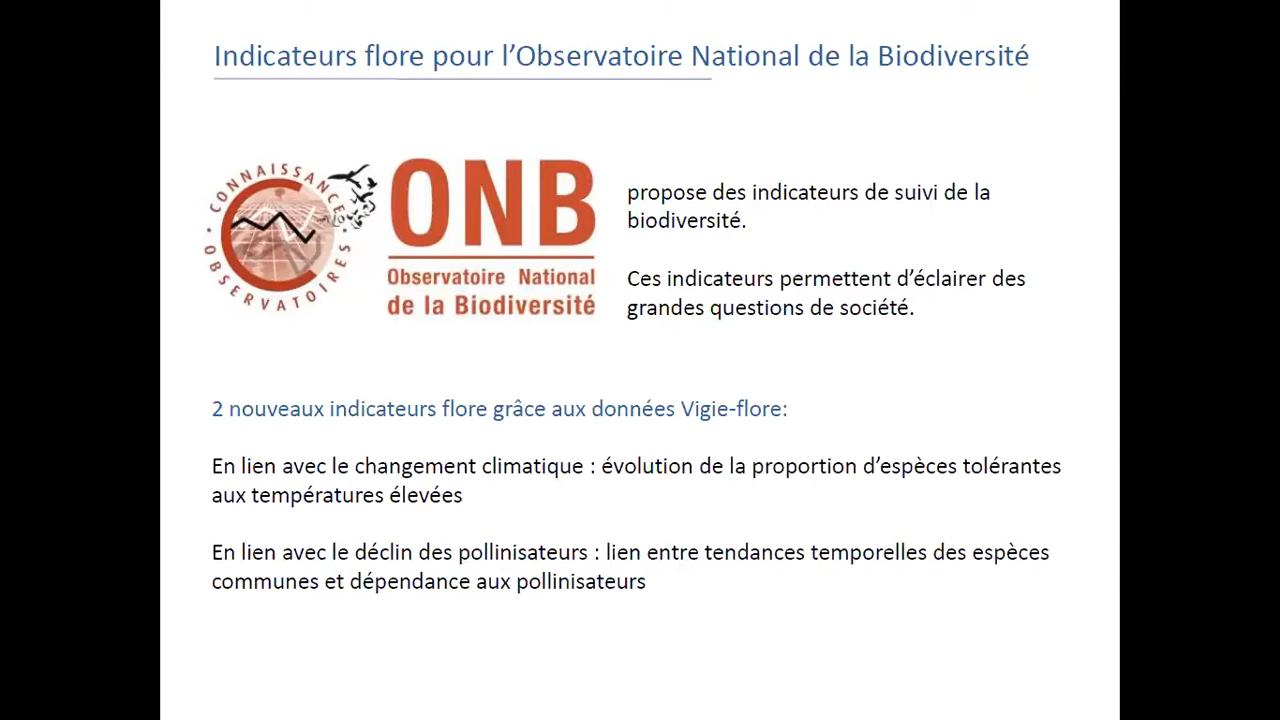 Indicateurs flore pour l’Observatoire National de la Biodiversité
CONNAISSANCE
OBSERVATOIRES
ONB
Observatoire National
de la Biodiversité
propose des indicateurs de suivi de la
biodiversité.
Ces indicateurs permettent d’éclairer des
grandes questions de société.
2 nouveaux indicateurs flore grâce aux données Vigie-flore:
En lien avec le changement climatique : évolution de la proportion d’espèces tolérantes
aux températures élevées
En lien avec le déclin des pollinisateurs : lien entre tendances temporelles des espèces
communes et dépendance aux pollinisateurs